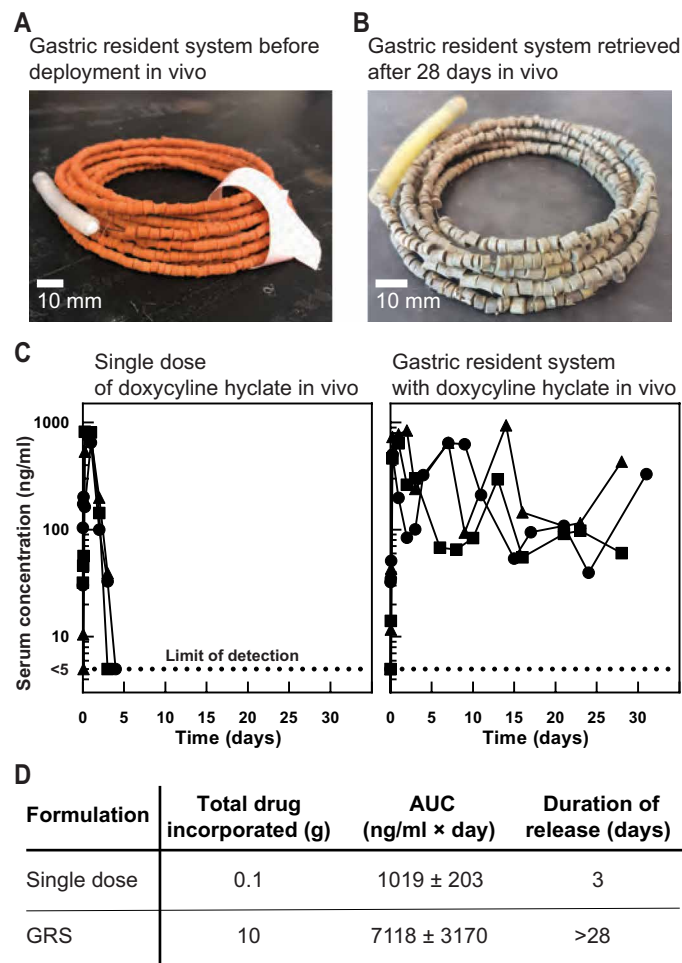 A
Gastric resident system before
deployment in vivo
10 mm
B
Gastric resident system retrieved
after 28 days in vivo
10 mm
C
Single dose
of doxycyline hyclate in vivo
Gastric resident system
with doxycyline hyclate in vivo
Serum concentration (ng/ml)
1000
100
10
<5
Limit of detection
0 5 10 15 20 25 30
Time (days)
0 5 10 15 20 25 30
Time (days)
D
Formulation Total drug incorporated (g) AUC (ng/ml × day) Duration of release (days)
Single dose 0.1 1019 ± 203 3
GRS 10 7118 ± 3170 >28